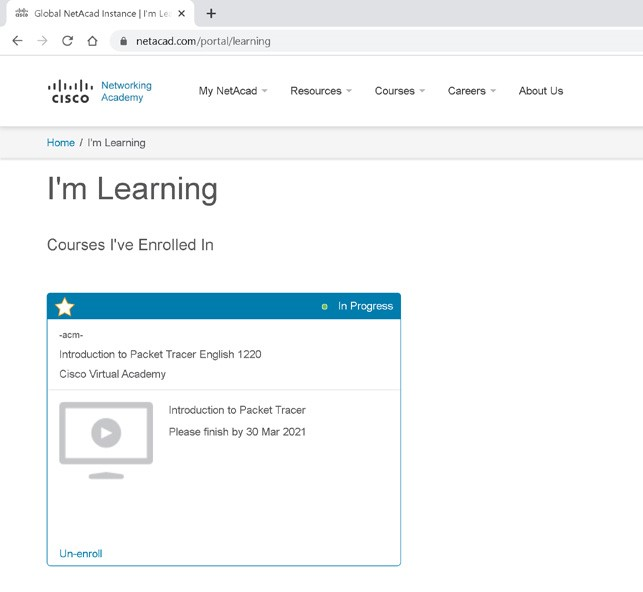 Global NetAcad Instance | I'm Lea
netacad.com/portal/learning
CISCO
Networking
Academy
My NetAcad
Resources
Courses
Careers
About Us
Home / I'm Learning
I'm Learning
Courses I've Enrolled In
In Progress
-acm-
Introduction to Packet Tracer English 1220
Cisco Virtual Academy
Introduction to Packet Tracer
Please finish by 30 Mar 2021
Un-enroll